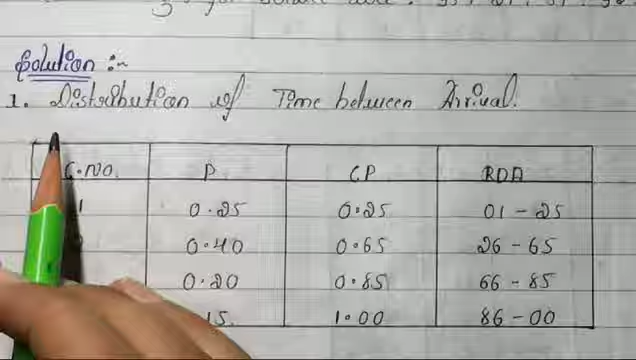 Solution :-
1. Distribution of Time between Arrival.
C.No. P CP RDA
1 0.25 0.25 01 - 25
0.40 0.65 26 - 65
0.20 0.85 66 - 85
15. 1.00 86 - 00